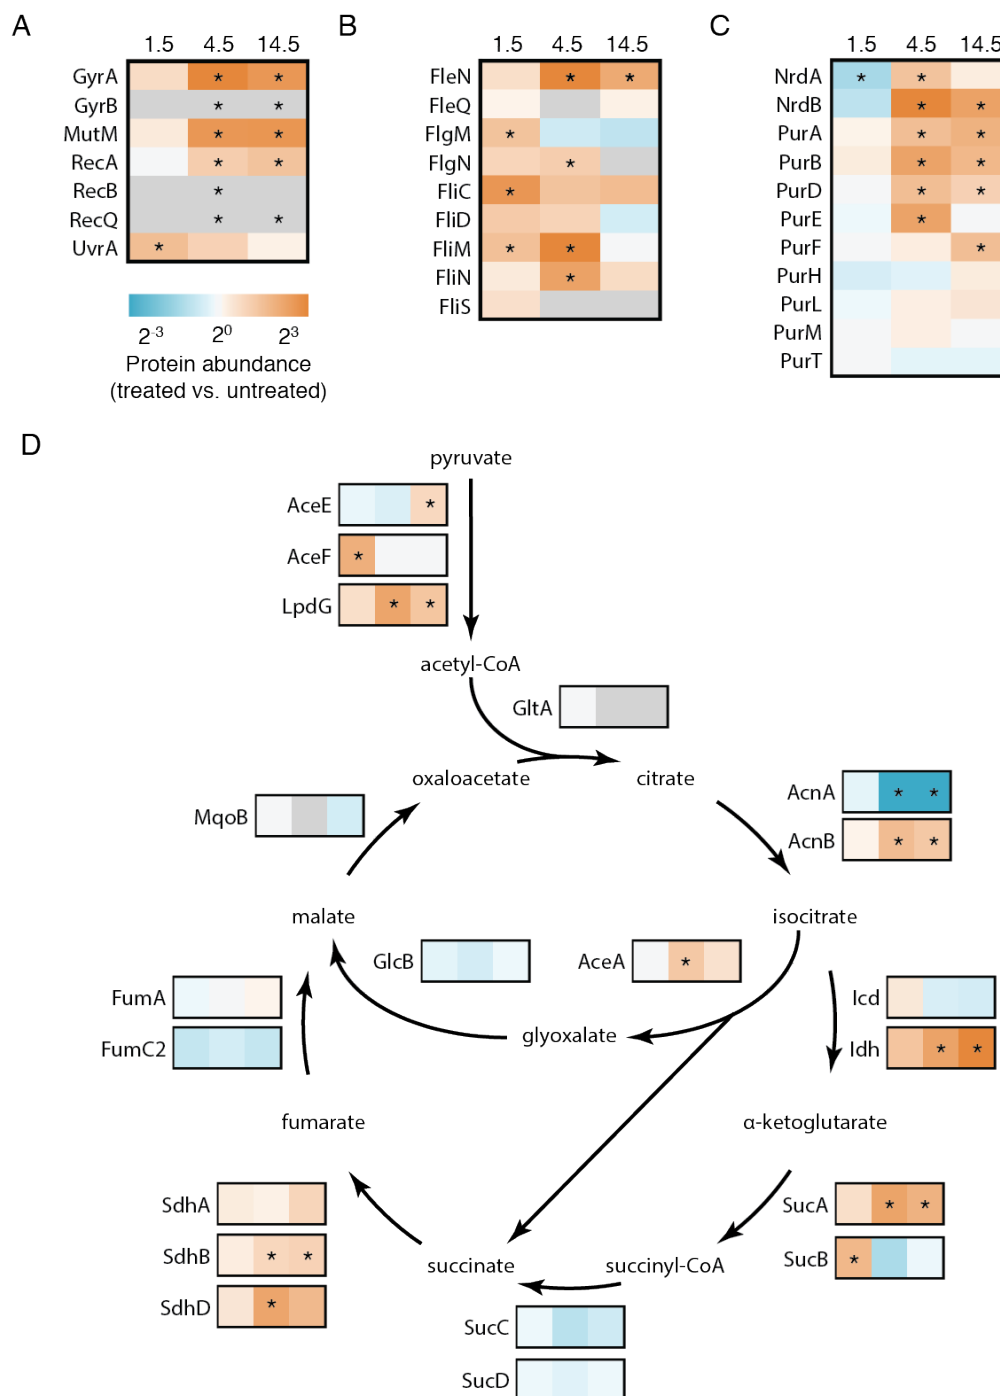 A
1.5 4.5 14.5
GyrA *  *
GyrB *  *
MutM *  *
RecA *  *
RecB *
RecQ *  *
UvrA *
2-3 20 23
Protein abundance
(treated vs. untreated)
B
1.5 4.5 14.5
FleN *  *
FleQ
FlgM *
FlgN *
FliC *
FliD
FliM *  *
FliN *
FliS
C
1.5 4.5 14.5
NrdA *  *
NrdB *  *
PurA *  *
PurB *  *
PurD *  *
PurE *
PurF *
PurH
PurL
PurM
PurT
D
pyruvate
AceE *
AceF *
LpdG *  *
acetyl-CoA
GltA
oxaloacetate
citrate
MqoB
AcnA *  *
AcnB *  *
malate
isocitrate
GlcB
AceA *
FumA
FumC2
glyoxalate
Icd
Idh *  *
fumarate
α-ketoglutarate
SdhA
SdhB *  *
SdhD *
SucA *  *
SucB *
succinate
succinyl-CoA
SucC
SucD